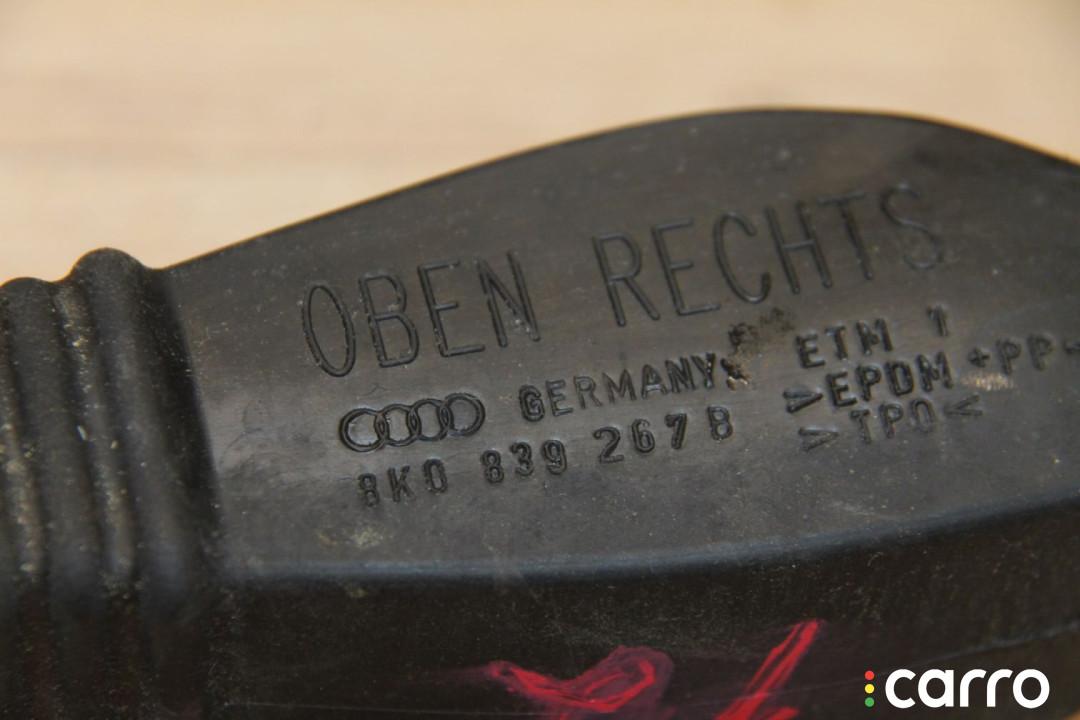 OBEN RECHTS
GERMANY ETM 1
8K0 839 267 B >EPDM+PP<
>TPO<
carro